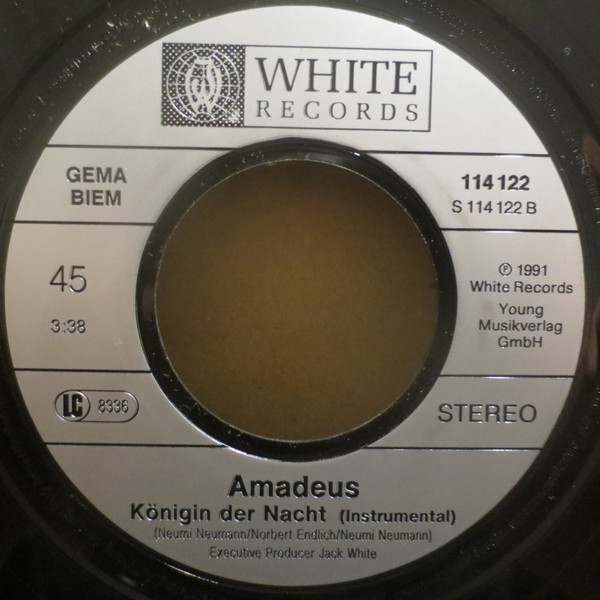 WHITE
RECORDS
GEMA
BIEM
114 122
S 114 122 B
45
3:38
℗ 1991
White Records
Young
Musikverlag
GmbH
LC 8336
STEREO
Amadeus
Königin der Nacht (Instrumental)
(Neumi Neumann/Norbert Endlich/Neumi Neumann)
Executive Producer Jack White